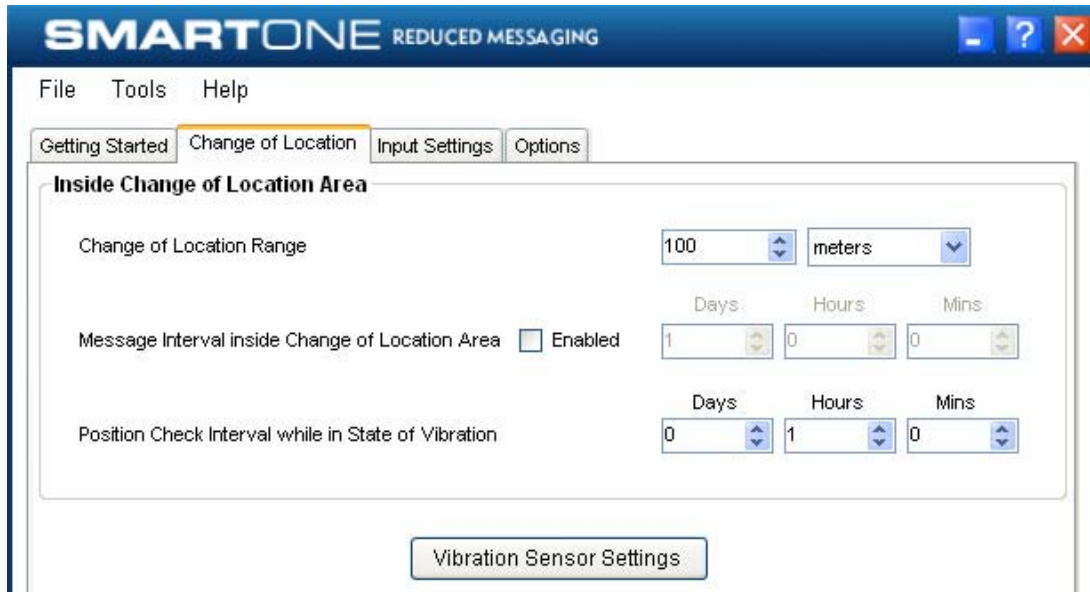 SMARTONE REDUCED MESSAGING
File Tools Help
Getting Started Change of Location Input Settings Options
Inside Change of Location Area
Change of Location Range 100 meters
Days Hours Mins
Message Interval inside Change of Location Area Enabled 1 0 0
Days Hours Mins
Position Check Interval while in State of Vibration 0 1 0
Vibration Sensor Settings